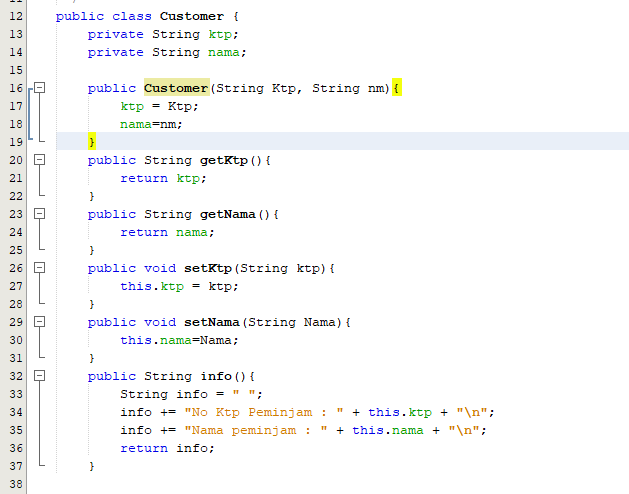 12 public class Customer {
13     private String ktp;
14     private String nama;
15
16     public Customer(String Ktp, String nm){
17         ktp = Ktp;
18         nama=nm;
19     }
20     public String getKtp(){
21         return ktp;
22     }
23     public String getNama(){
24         return nama;
25     }
26     public void setKtp(String ktp){
27         this.ktp = ktp;
28     }
29     public void setNama(String Nama){
30         this.nama=Nama;
31     }
32     public String info(){
33         String info = " ";
34         info += "No Ktp Peminjam : " + this.ktp + "\n";
35         info += "Nama peminjam : " + this.nama + "\n";
36         return info;
37     }
38